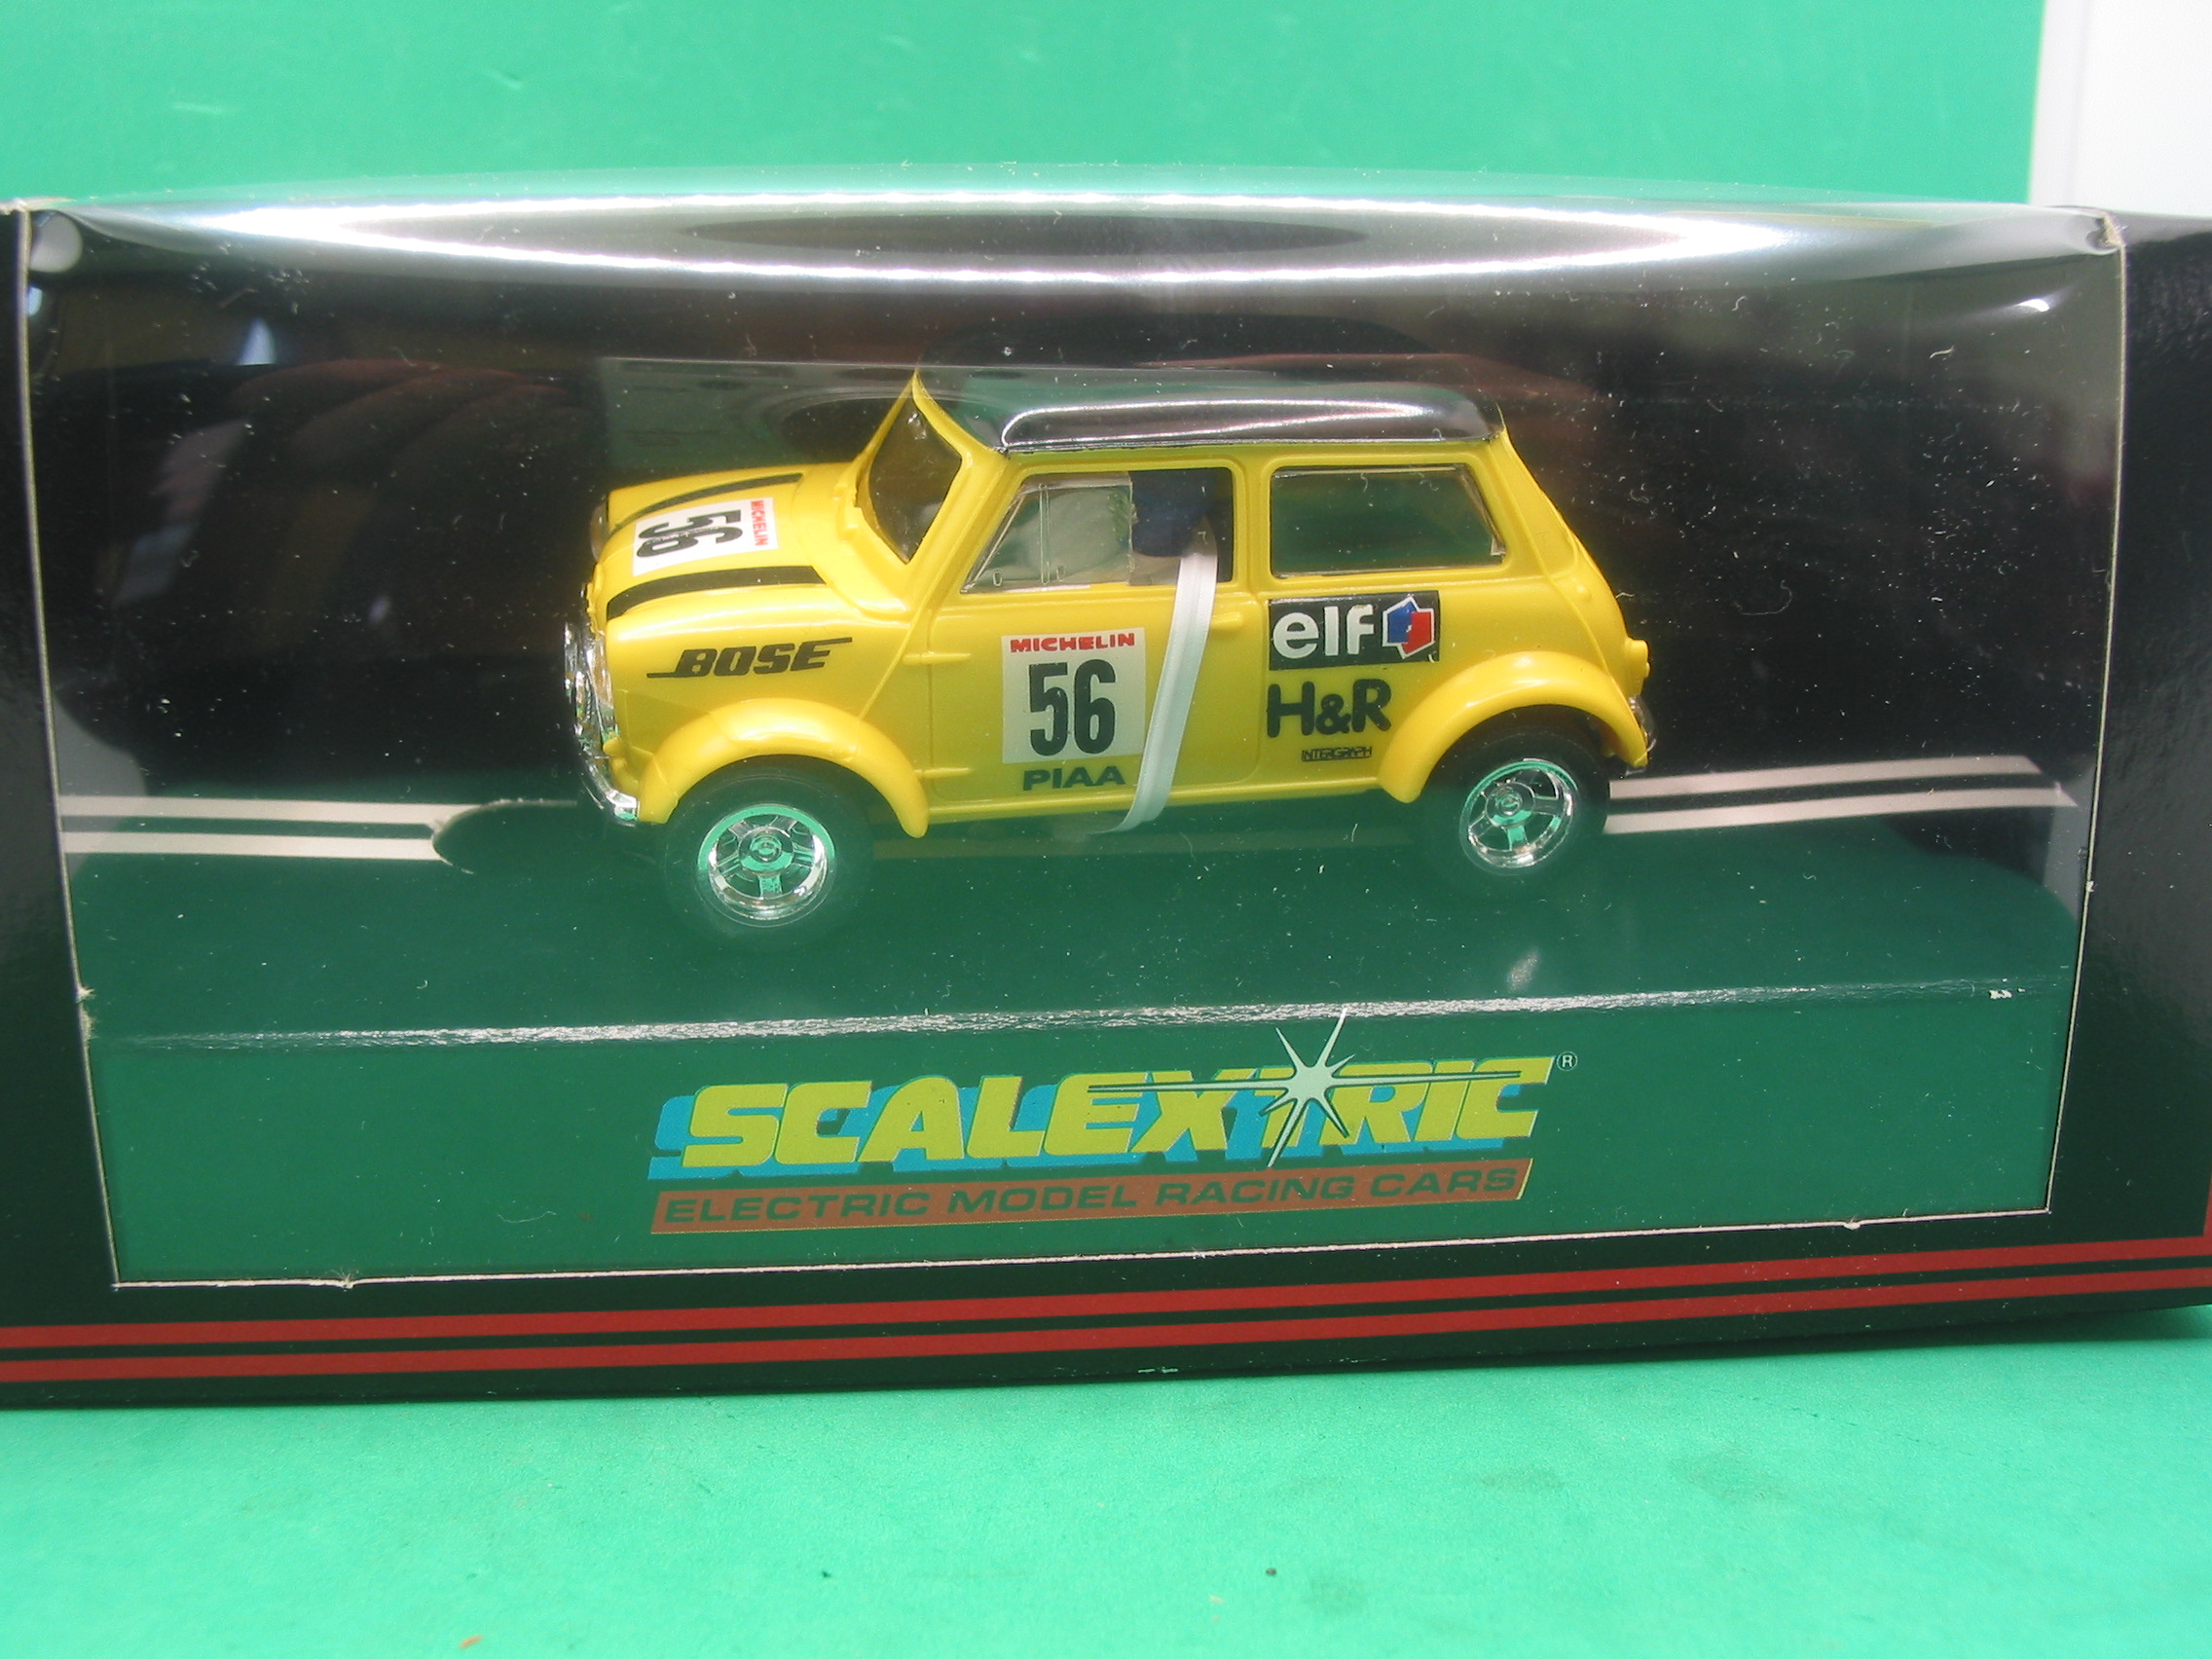 MICHELIN
56
BOSE
MICHELIN
56
PIAA
elf
H&R
INTERGRAPH
SCALEXTRIC®
ELECTRIC MODEL RACING CARS